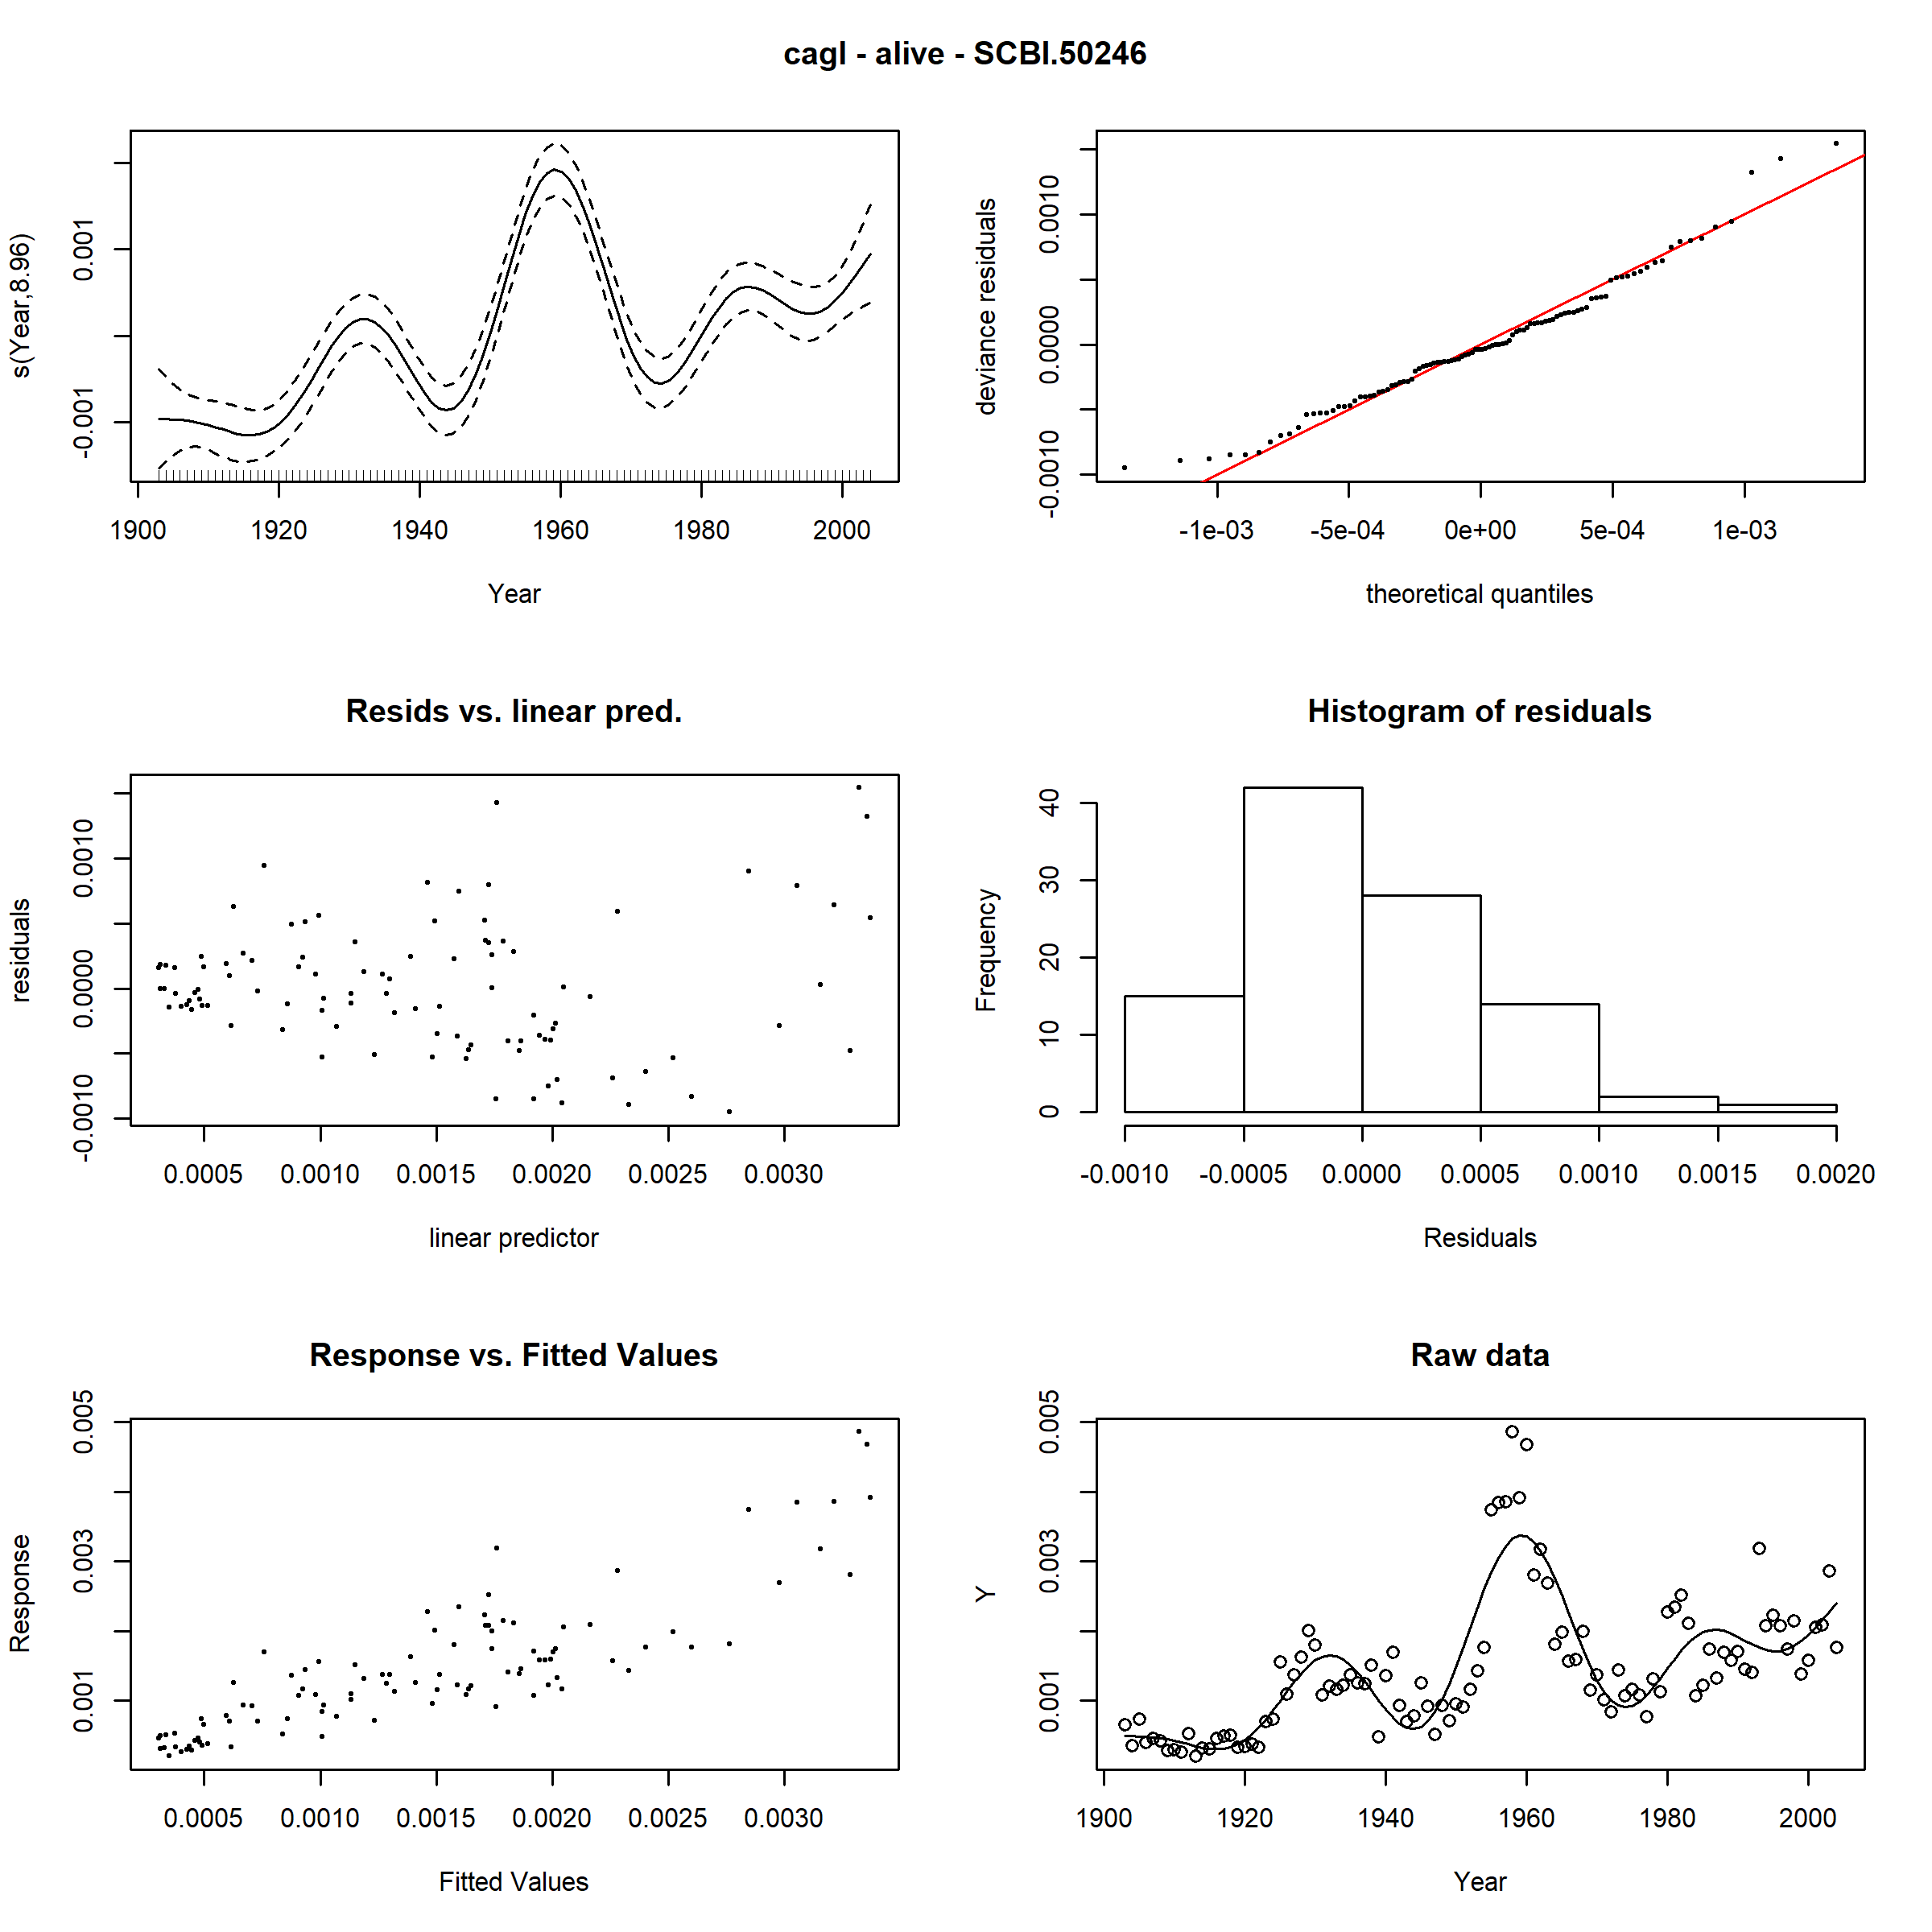 cagl - alive - SCBI.50246
s(Year,8.96)
-0.001 0.001
1900 1920 1940 1960 1980 2000
Year
deviance residuals
-0.0010 0.0000 0.0010
-1e-03 -5e-04 0e+00 5e-04 1e-03
theoretical quantiles
Resids vs. linear pred.
residuals
-0.0010 0.0000 0.0010
0.0005 0.0010 0.0015 0.0020 0.0025 0.0030
linear predictor
Histogram of residuals
Frequency
0 10 20 30 40
-0.0010 -0.0005 0.0000 0.0005 0.0010 0.0015 0.0020
Residuals
Response vs. Fitted Values
Response
0.001 0.003 0.005
0.0005 0.0010 0.0015 0.0020 0.0025 0.0030
Fitted Values
Raw data
Y
0.001 0.003 0.005
1900 1920 1940 1960 1980 2000
Year